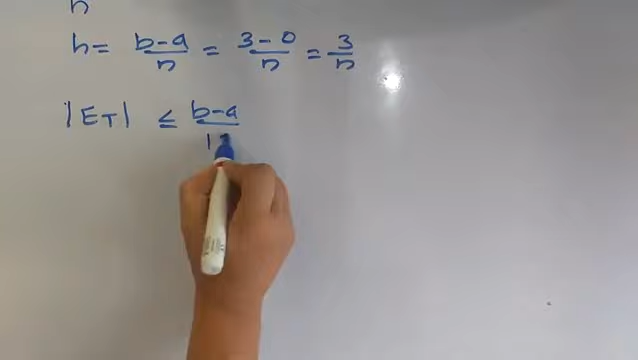 n
h = b-a/n = 3-0/n = 3/n
|ET| ≤ b-a/1